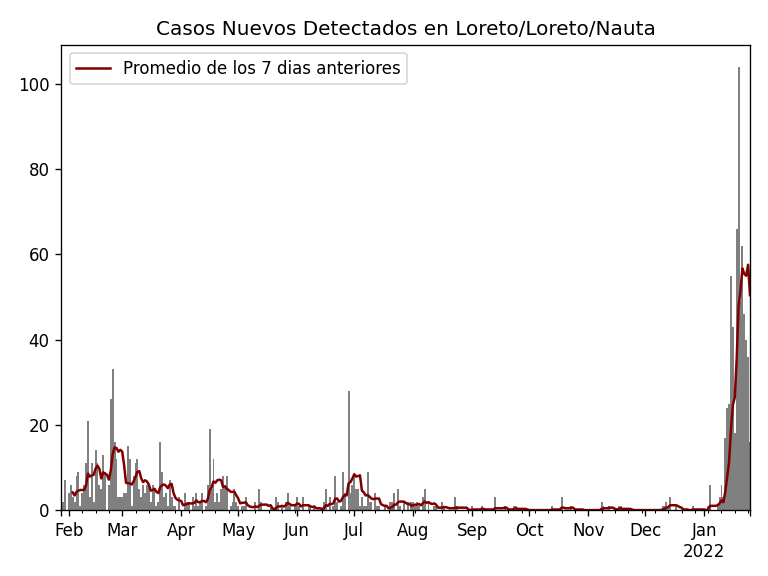 Casos Nuevos Detectados en Loreto/Loreto/Nauta
Promedio de los 7 dias anteriores
100
80
60
40
20
0
Feb Mar Apr May Jun Jul Aug Sep Oct Nov Dec Jan
2022